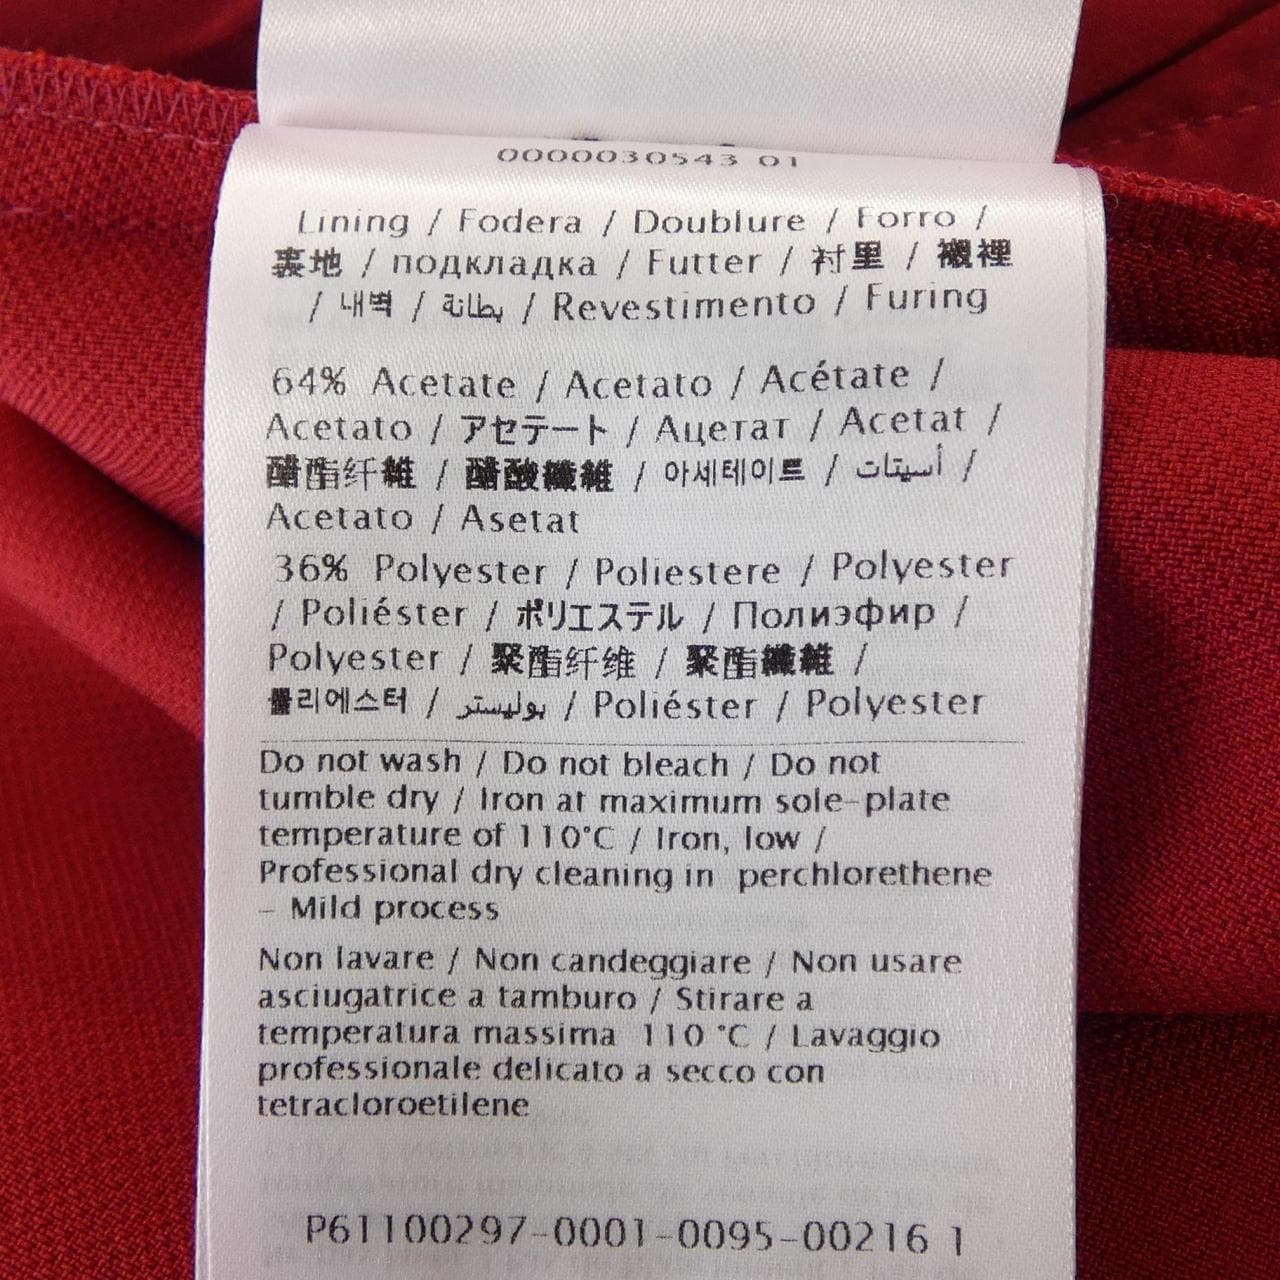 0000030543 01
Lining / Fodera / Doublure / Forro /
裏地 / подкладка / Futter / 衬里 / 襯裡
/ 내벽 / بطانة / Revestimento / Furing
64% Acetate / Acetato / Acétate /
Acetato / アセテート / Ацетат / Acetat /
醋酯纤維 / 醋酸纖維 / 아세테이트 / أسيتات /
Acetato / Asetat
36% Polyester / Poliestere / Polyester
/ Poliéster / ポリエステル / Полиэфир /
Polyester / 聚酯纤维 / 聚酯纖維 /
폴리에스터 / بوليستر / Poliéster / Polyester
Do not wash / Do not bleach / Do not
tumble dry / Iron at maximum sole-plate
temperature of 110°C / Iron, low /
Professional dry cleaning in perchlorethene
- Mild process
Non lavare / Non candeggiare / Non usare
asciugatrice a tamburo / Stirare a
temperatura massima 110 °C / Lavaggio
professionale delicato a secco con
tetracloroetilene
P61100297-0001-0095-00216 1